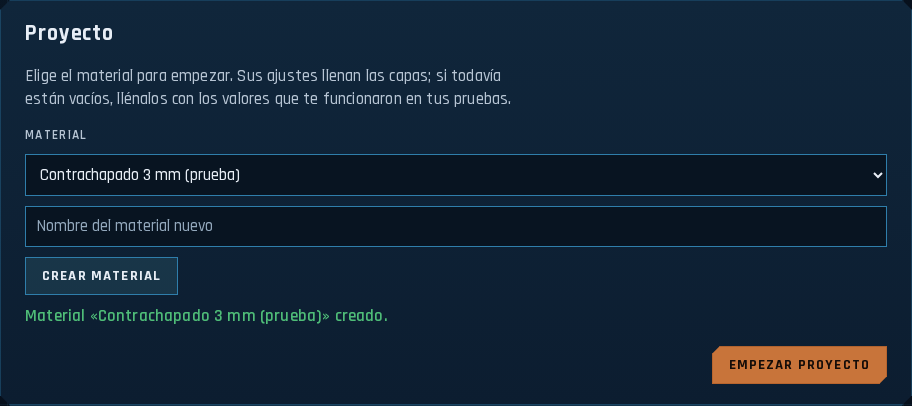 Proyecto
Elige el material para empezar. Sus ajustes llenan las capas; si todavía
están vacíos, llénalos con los valores que te funcionaron en tus pruebas.
MATERIAL
Contrachapado 3 mm (prueba)
Nombre del material nuevo
CREAR MATERIAL
Material «Contrachapado 3 mm (prueba)» creado.
EMPEZAR PROYECTO